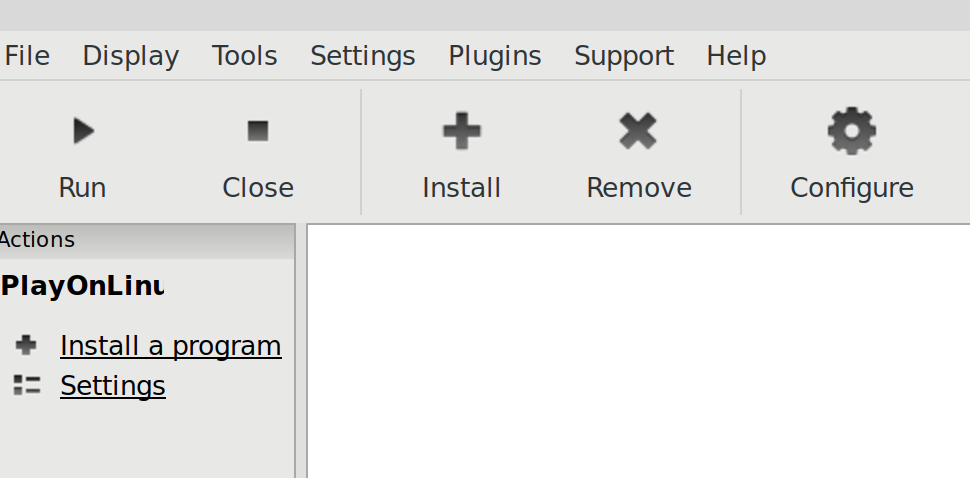 File Display Tools Settings Plugins Support Help
Run Close Install Remove Configure
Actions
PlayOnLinu
Install a program
Settings